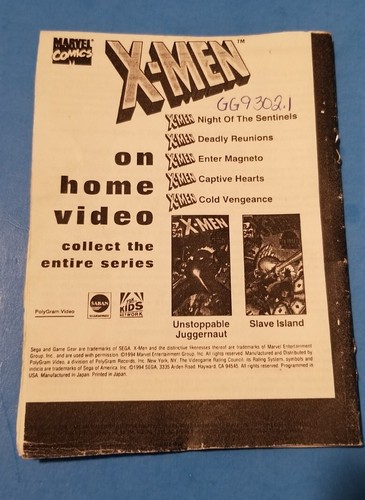 MARVEL
COMICS
X-MEN™
GG9302.1
X-MEN Night Of The Sentinels
X-MEN Deadly Reunions
X-MEN Enter Magneto
X-MEN Captive Hearts
X-MEN Cold Vengeance
on
home
video
collect the
entire series
X-MEN
PolyGram Video
SABAN
FOX
KIDS
NETWORK
Unstoppable
Juggernaut
Slave Island
Sega and Game Gear are trademarks of SEGA. X-Men and the distinctive likenesses thereof are trademarks of Marvel Entertainment
Group, Inc. and are used with permission. ©1994 Marvel Entertainment Group, Inc. All rights reserved. Manufactured and Distributed by
PolyGram Video, a division of PolyGram Records, Inc. New York, NY. The Videogame Rating Council, its Rating System, symbols and
indicia are trademarks of Sega of America, Inc. ©1994 SEGA, 3335 Arden Road, Hayward, CA 94545. All rights reserved. Programmed in
USA. Manufactured in Japan. Printed in Japan.